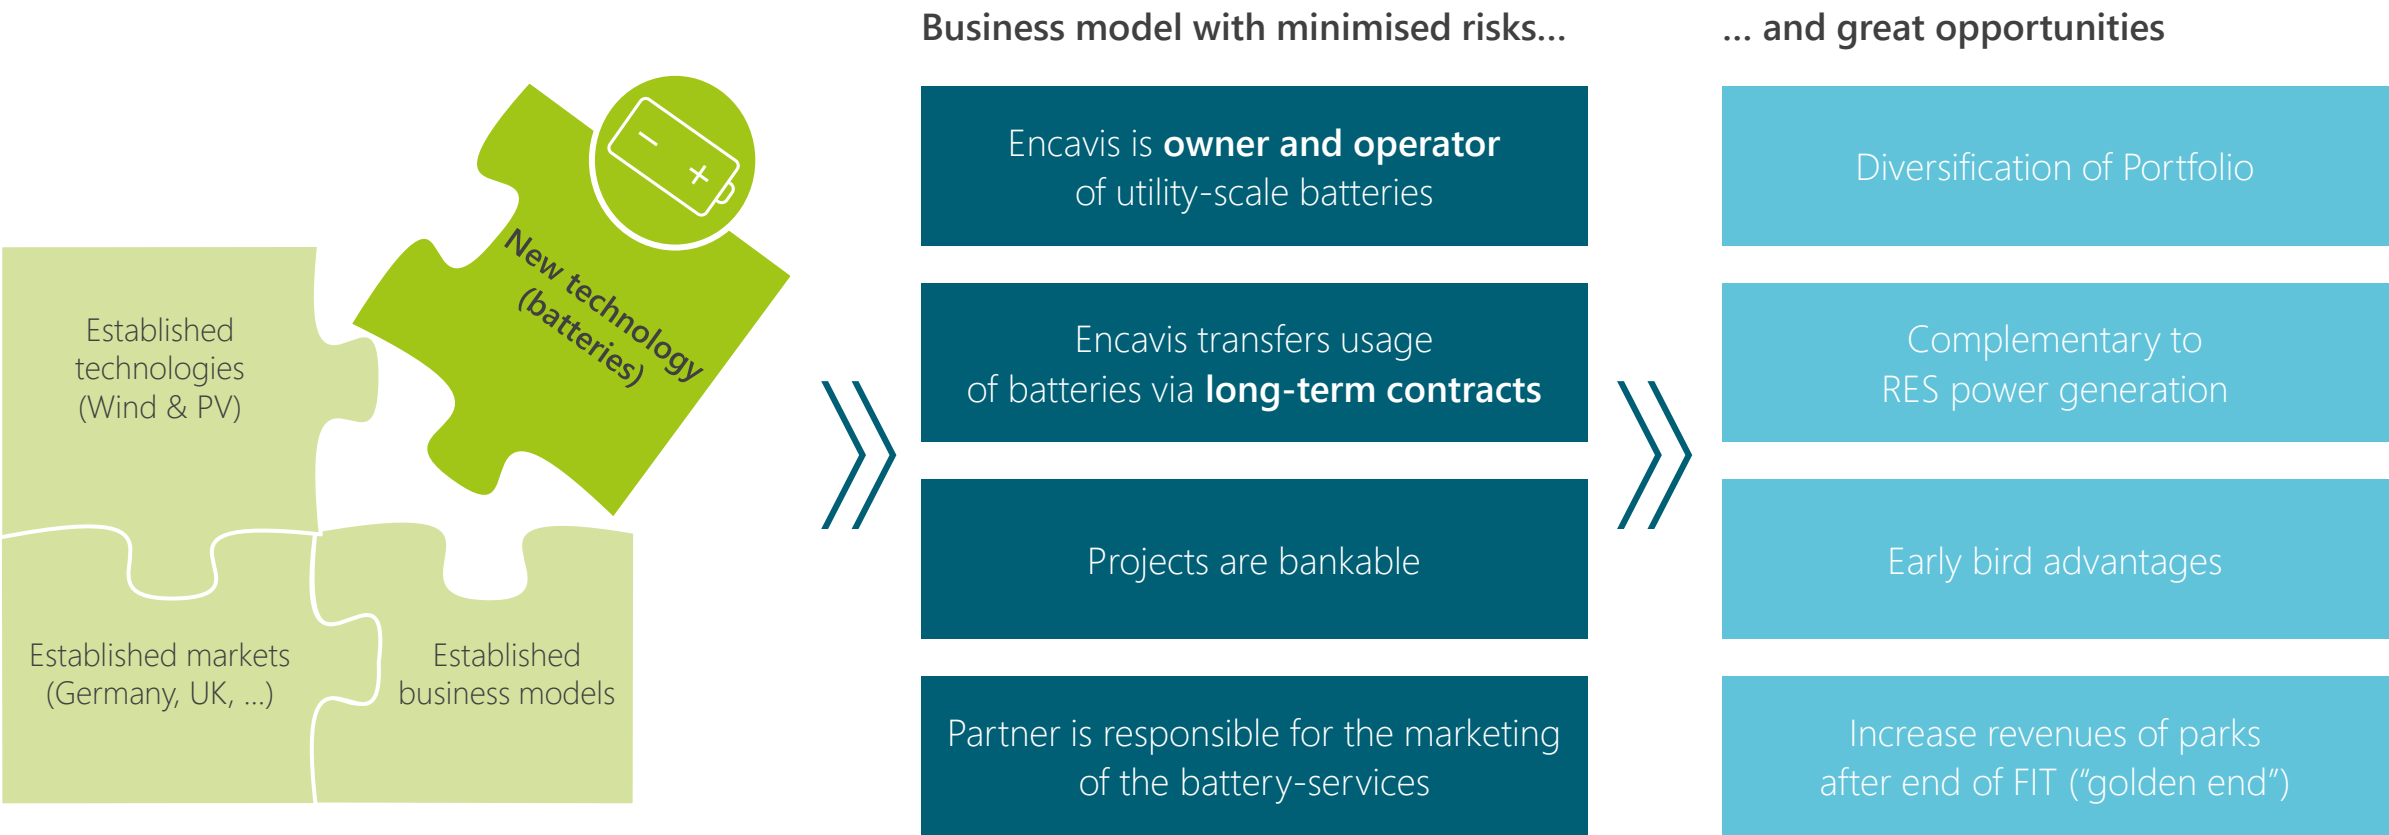 Business model with minimised risks...
... and great opportunities
New technology
(batteries)
Established
technologies
(Wind & PV)
Established markets
(Germany, UK, ...)
Established
business models
Encavis is owner and operator
of utility-scale batteries
Encavis transfers usage
of batteries via long-term contracts
Projects are bankable
Partner is responsible for the marketing
of the battery-services
Diversification of Portfolio
Complementary to
RES power generation
Early bird advantages
Increase revenues of parks
after end of FIT (“golden end”)